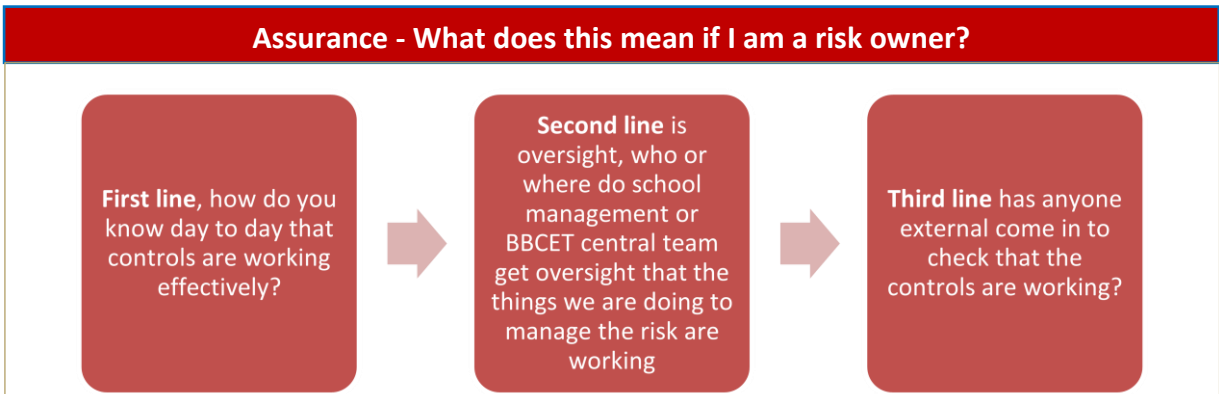 Assurance - What does this mean if I am a risk owner?
First line, how do you
know day to day that
controls are working
effectively?
Second line is
oversight, who or
where do school
management or
BBCET central team
get oversight that the
things we are doing to
manage the risk are
working
Third line has anyone
external come in to
check that the
controls are working?